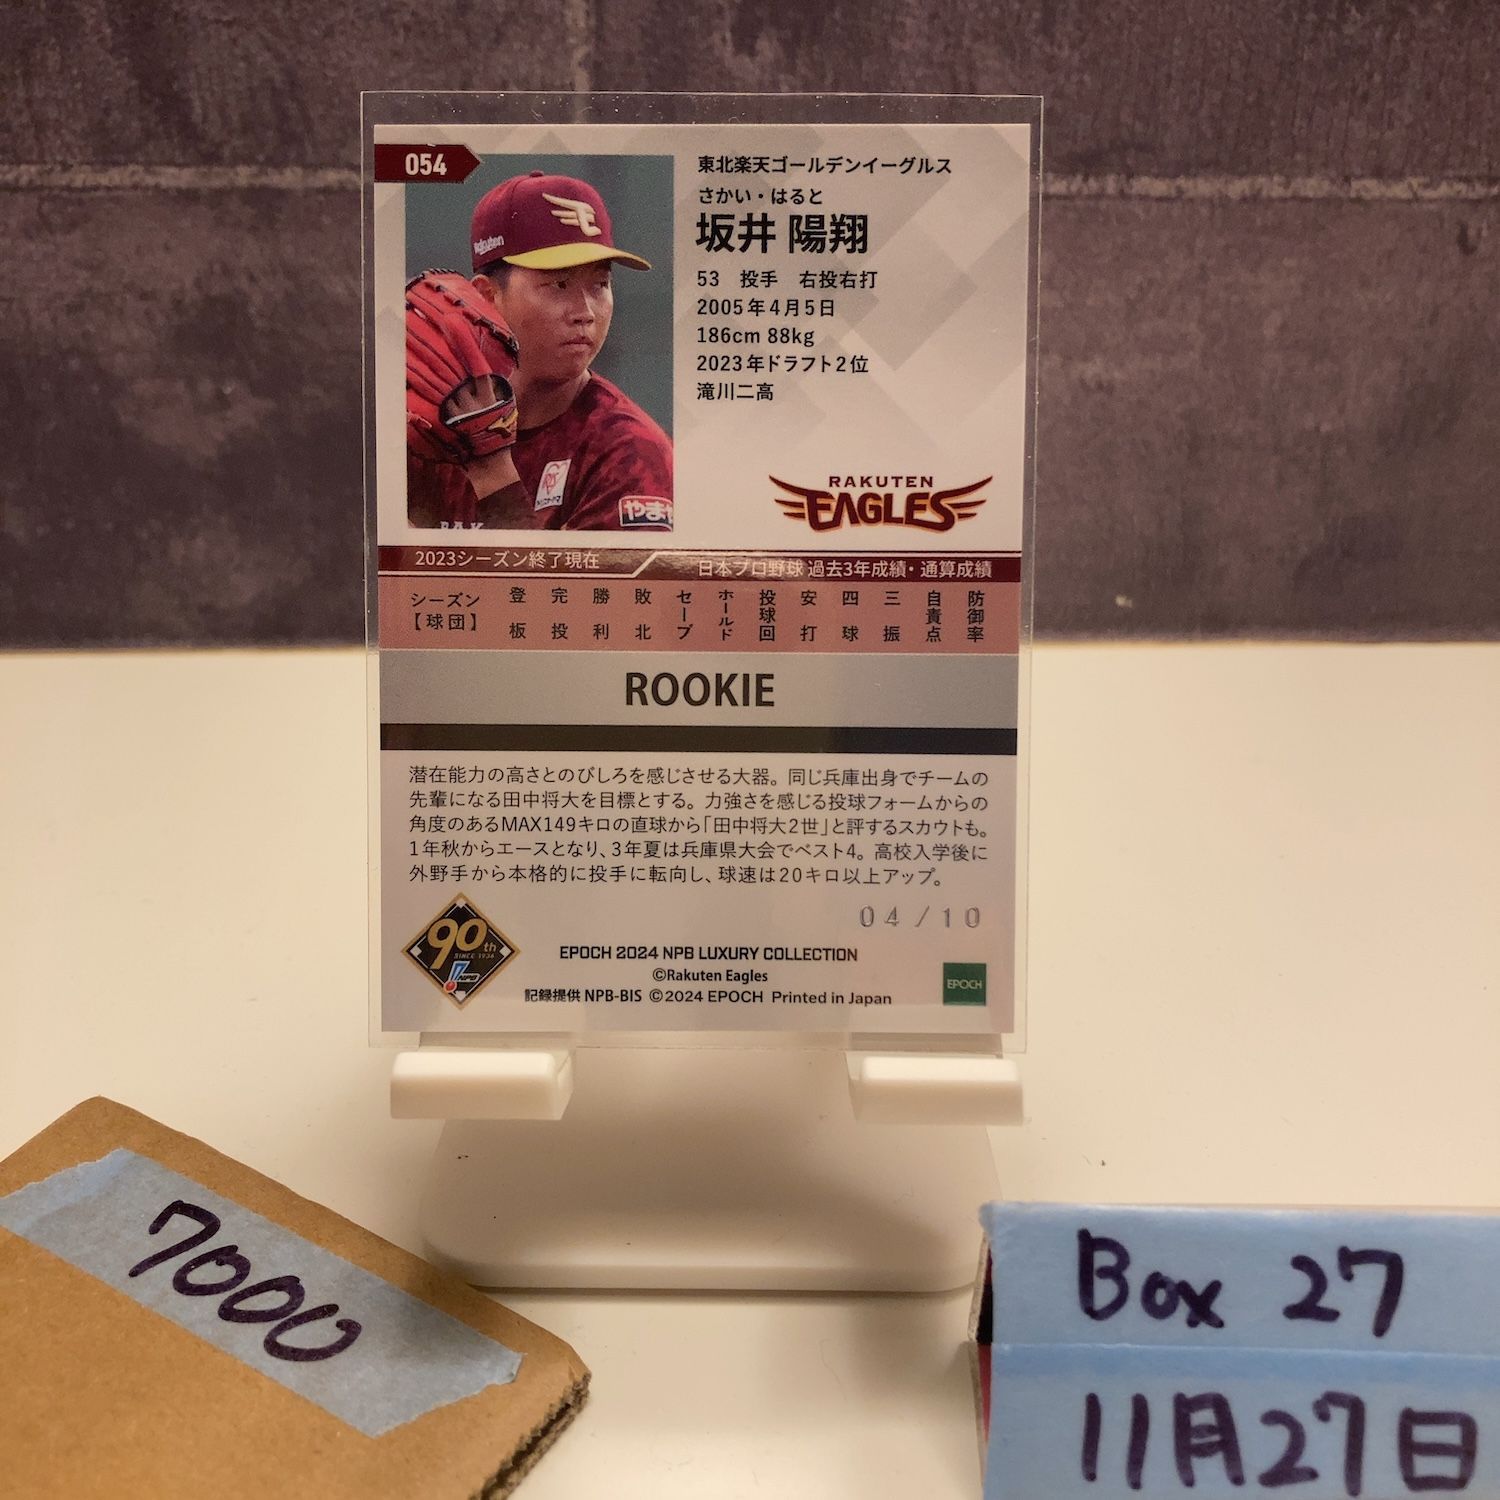 054
東北楽天ゴールデンイーグルス
さかい・はると
坂井 陽翔
53 投手 右投右打
2005年4月5日
186cm 88kg
2023年ドラフト2位
滝川二高
Rakuten
E
やまや
RAKUTEN
EAGLES
2023シーズン終了現在
日本プロ野球 過去3年成績・通算成績
シーズン【球団】 登板 完投 勝利 敗北 セーブ ホールド 投球回 安打 四球 三振 自責点 防御率
ROOKIE
潜在能力の高さとのびしろを感じさせる大器。同じ兵庫出身でチームの
先輩になる田中将大を目標とする。力強さを感じる投球フォームからの
角度のあるMAX149キロの直球から「田中将大2世」と評するスカウトも。
1年秋からエースとなり、3年夏は兵庫県大会でベスト4。高校入学後に
外野手から本格的に投手に転向し、球速は20キロ以上アップ。
04/10
90th
SINCE 1934
NPB
EPOCH 2024 NPB LUXURY COLLECTION
©Rakuten Eagles
記録提供 NPB-BIS ©2024 EPOCH Printed in Japan
EPOCH
7000
Box 27
11月27日